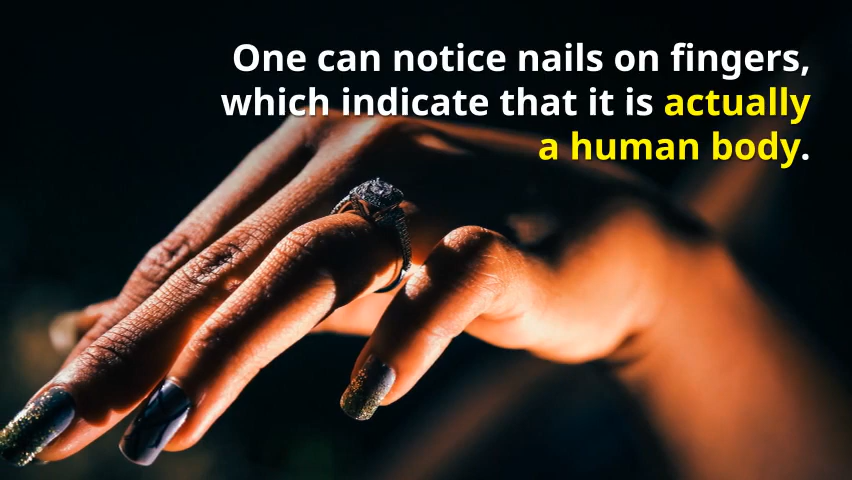 One can notice nails on fingers,
which indicate that it is actually
a human body.